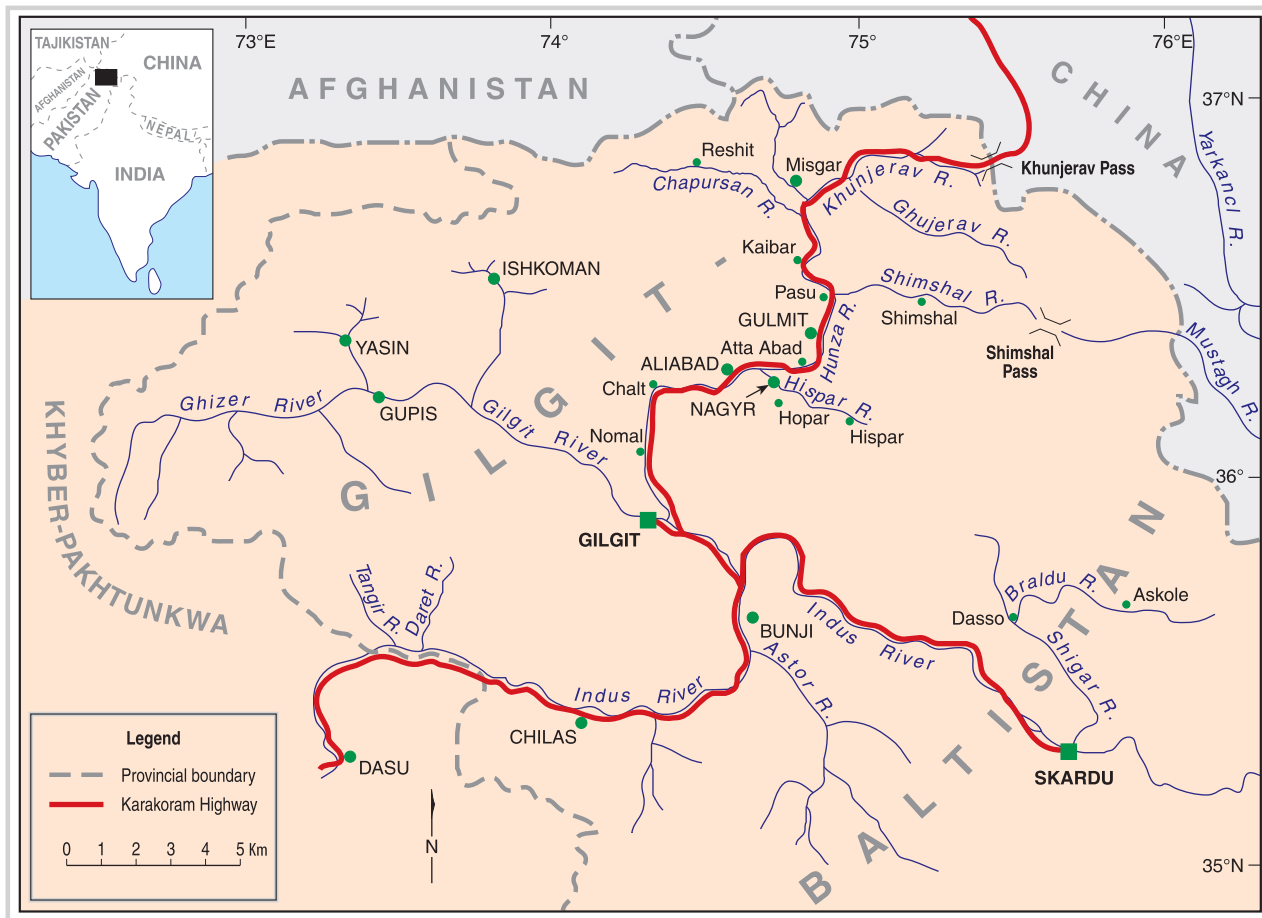 73°E
74°
75°
76°E
TAJIKISTAN
CHINA
AFGHANISTAN
PAKISTAN
NEPAL
INDIA
AFGHANISTAN
CHINA
37°N
Yarkancl R.
Reshit
Misgar
Khunjerav Pass
Chapursan R.
Khunjerav R.
Ghujerav R.
Kaibar
ISHKOMAN
Pasu
Shimshal R.
Shimshal
GULMIT
Hunza R.
YASIN
Atta Abad
Shimshal
Pass
Mustagh R.
ALIABAD
Chalt
NAGYR
Hispar R.
Hopar
Hispar
Ghizer River
GUPIS
Gilgit River
Nomal
KHYBER-PAKHTUNKWA
GILGIT-
36°
GILGIT
BALTISTAN
Tangir R.
Daret R.
Braldu R.
Askole
Dasso
Indus River
BUNJI
Astor R.
Shigar R.
Indus River
CHILAS
DASU
SKARDU
Legend
Provincial boundary
Karakoram Highway
0 1 2 3 4 5 Km
N
35°N